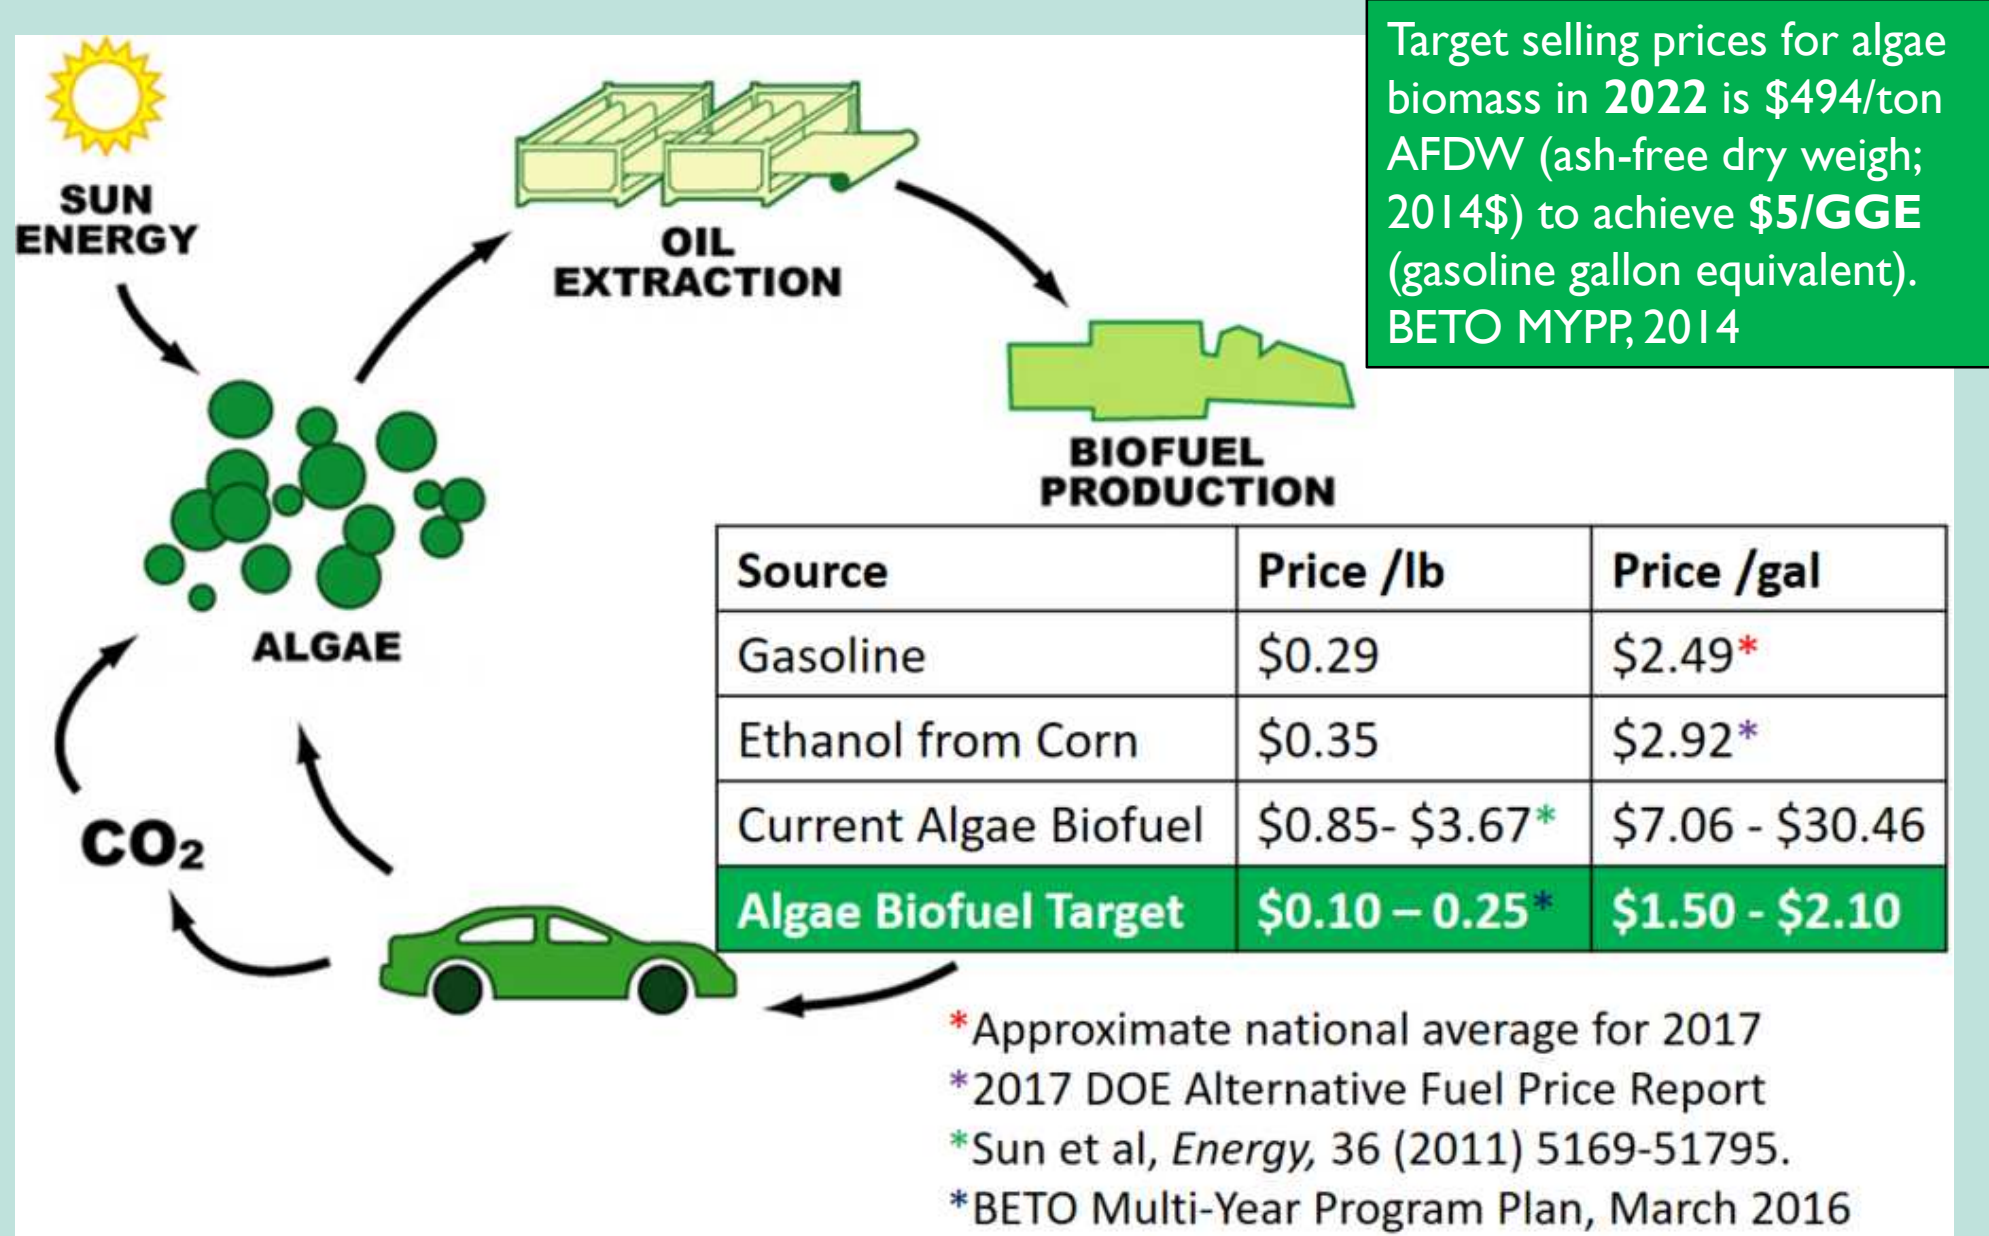 Target selling prices for algae
biomass in 2022 is $494/ton
AFDW (ash-free dry weigh;
2014$) to achieve $5/GGE
(gasoline gallon equivalent).
BETO MYPP, 2014
SUN
ENERGY
OIL
EXTRACTION
BIOFUEL
PRODUCTION
ALGAE
CO₂
Source Price /lb Price /gal
Gasoline $0.29 $2.49*
Ethanol from Corn $0.35 $2.92*
Current Algae Biofuel $0.85- $3.67* $7.06 - $30.46
Algae Biofuel Target $0.10 – 0.25* $1.50 - $2.10
*Approximate national average for 2017
*2017 DOE Alternative Fuel Price Report
*Sun et al, Energy, 36 (2011) 5169-51795.
*BETO Multi-Year Program Plan, March 2016